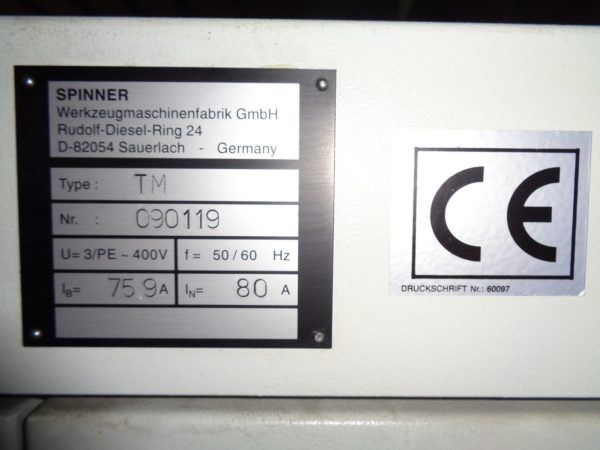 SPINNER
Werkzeugmaschinenfabrik GmbH
Rudolf-Diesel-Ring 24
D-82054 Sauerlach - Germany
Type : TM
Nr. : 090119
U= 3/PE ~ 400V f = 50 / 60 Hz
IB= 75.9 A IN= 80 A
CE
DRUCKSCHRIFT Nr.: 60097